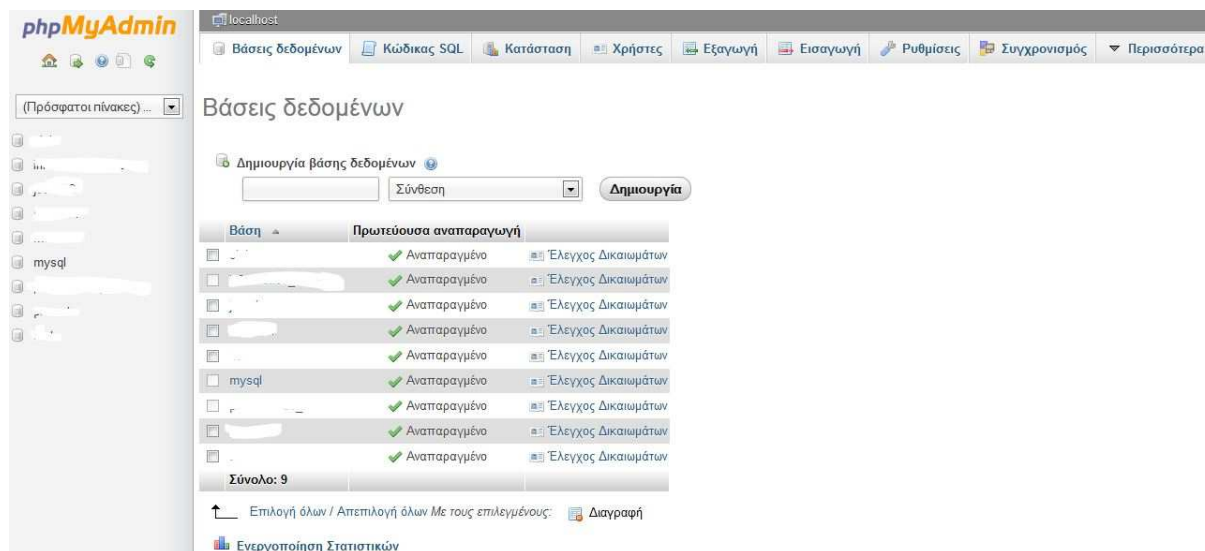 phpMyAdmin
localhost
Βάσεις δεδομένων Κώδικας SQL Κατάσταση Χρήστες Εξαγωγή Εισαγωγή Ρυθμίσεις Συγχρονισμός Περισσότερα
(Πρόσφατοι πίνακες) ...
mysql
Βάσεις δεδομένων
Δημιουργία βάσης δεδομένων
Σύνθεση Δημιουργία
Βάση Πρωτεύουσα αναπαραγωγή
Αναπαραγμένο Έλεγχος Δικαιωμάτων
Αναπαραγμένο Έλεγχος Δικαιωμάτων
Αναπαραγμένο Έλεγχος Δικαιωμάτων
Αναπαραγμένο Έλεγχος Δικαιωμάτων
Αναπαραγμένο Έλεγχος Δικαιωμάτων
mysql Αναπαραγμένο Έλεγχος Δικαιωμάτων
Αναπαραγμένο Έλεγχος Δικαιωμάτων
Αναπαραγμένο Έλεγχος Δικαιωμάτων
Αναπαραγμένο Έλεγχος Δικαιωμάτων
Σύνολο: 9
Επιλογή όλων / Απεπιλογή όλων Με τους επιλεγμένους: Διαγραφή
Ενεργοποίηση Στατιστικών